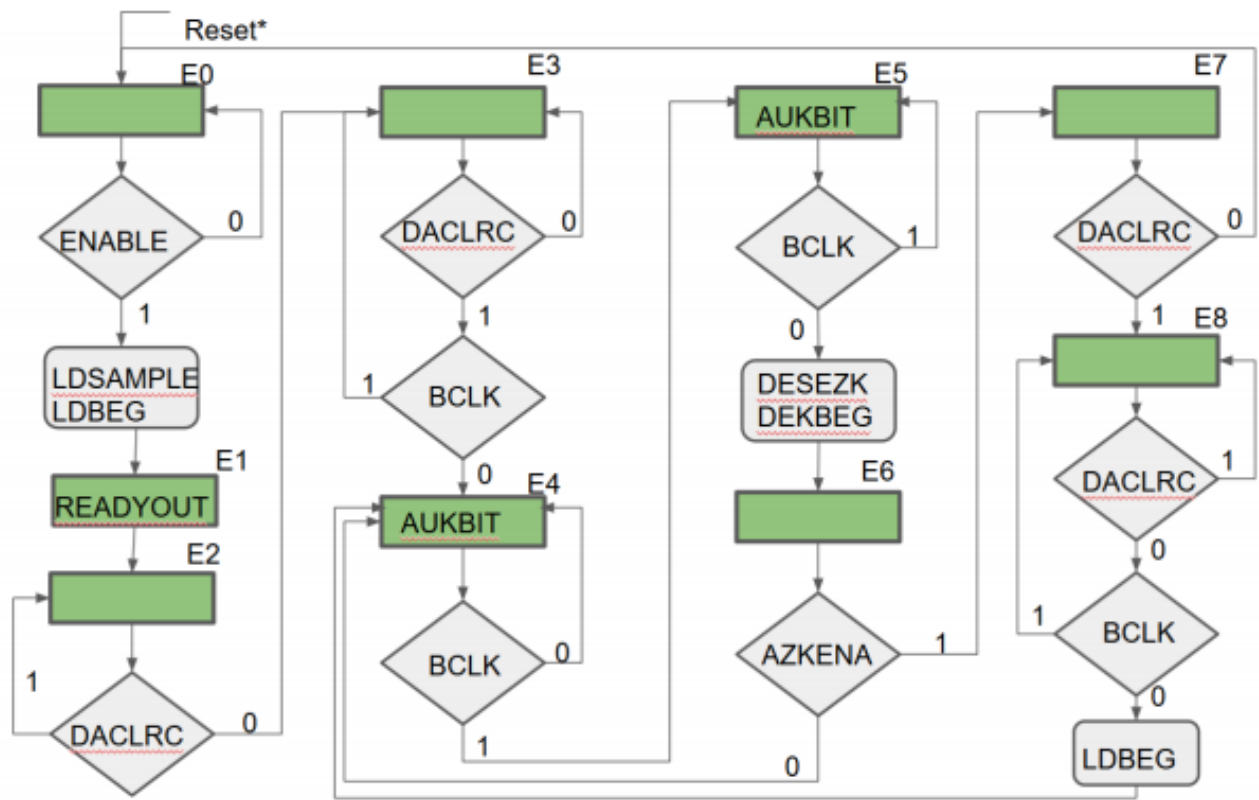 Reset*
E0
ENABLE
0
1
LDSAMPLE
LDBEG
E1
READYOUT
E2
1
DACLRC
0
E3
DACLRC
0
1
BCLK
1
0
E4
AUKBIT
BCLK
0
1
E5
AUKBIT
BCLK
1
0
DESEZK
DEKBEG
E6
AZKENA
1
0
E7
DACLRC
0
1
E8
DACLRC
1
0
BCLK
1
0
LDBEG